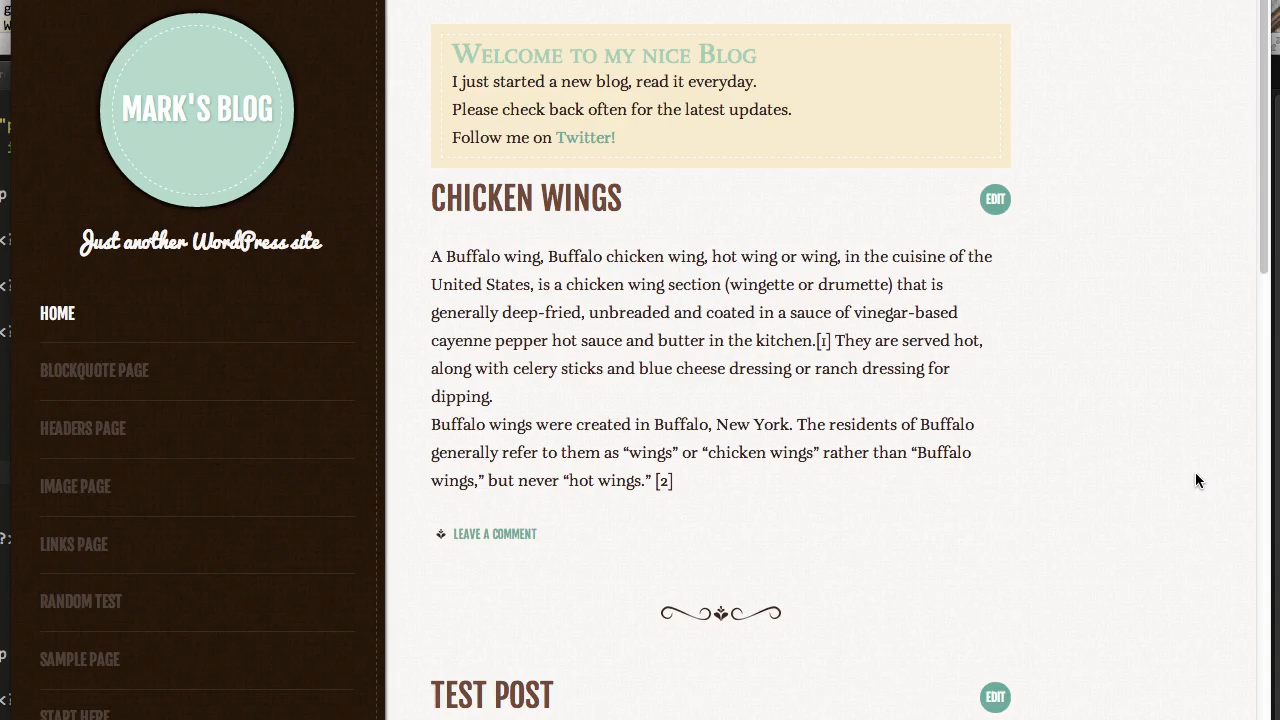 MARK'S BLOG
Just another WordPress site
HOME
BLOCKQUOTE PAGE
HEADERS PAGE
IMAGE PAGE
LINKS PAGE
RANDOM TEST
SAMPLE PAGE
START HERE
Welcome to my nice Blog
I just started a new blog, read it everyday.
Please check back often for the latest updates.
Follow me on Twitter!
CHICKEN WINGS
EDIT
A Buffalo wing, Buffalo chicken wing, hot wing or wing, in the cuisine of the
United States, is a chicken wing section (wingette or drumette) that is
generally deep-fried, unbreaded and coated in a sauce of vinegar-based
cayenne pepper hot sauce and butter in the kitchen.[1] They are served hot,
along with celery sticks and blue cheese dressing or ranch dressing for
dipping.
Buffalo wings were created in Buffalo, New York. The residents of Buffalo
generally refer to them as “wings” or “chicken wings” rather than “Buffalo
wings,” but never “hot wings.” [2]
LEAVE A COMMENT
TEST POST
EDIT